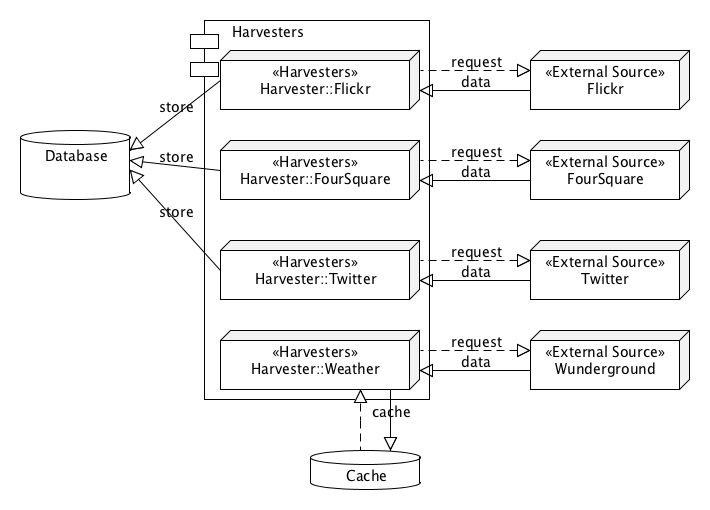 Harvesters
«Harvesters»
Harvester::Flickr
request
data
«External Source»
Flickr
store
Database
«Harvesters»
Harvester::FourSquare
request
data
«External Source»
FourSquare
store
«Harvesters»
Harvester::Twitter
request
data
«External Source»
Twitter
store
«Harvesters»
Harvester::Weather
request
data
«External Source»
Wunderground
cache
Cache